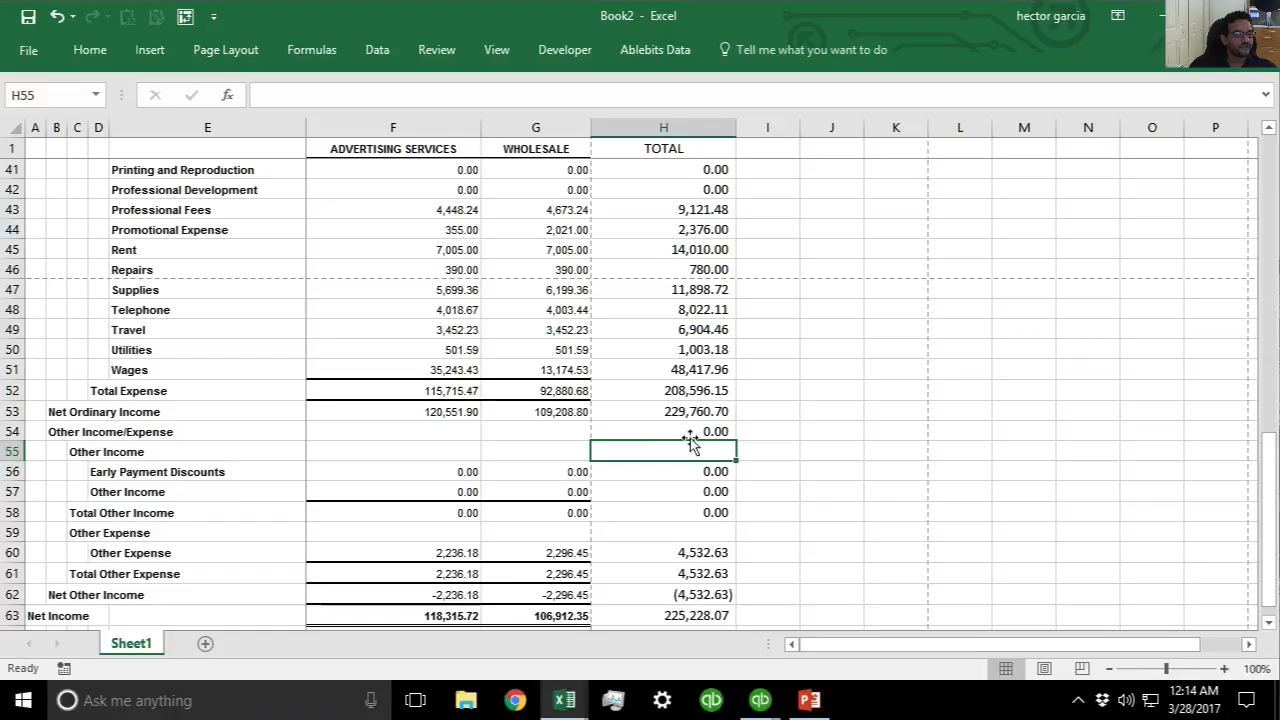 Book2 - Excel
hector garcia
File Home Insert Page Layout Formulas Data Review View Developer Ablebits Data Tell me what you want to do
H55 fx
A B C D E F G H I J K L M N O P
1 ADVERTISING SERVICES WHOLESALE TOTAL
41 Printing and Reproduction 0.00 0.00 0.00
42 Professional Development 0.00 0.00 0.00
43 Professional Fees 4,448.24 4,673.24 9,121.48
44 Promotional Expense 355.00 2,021.00 2,376.00
45 Rent 7,005.00 7,005.00 14,010.00
46 Repairs 390.00 390.00 780.00
47 Supplies 5,699.36 6,199.36 11,898.72
48 Telephone 4,018.67 4,003.44 8,022.11
49 Travel 3,452.23 3,452.23 6,904.46
50 Utilities 501.59 501.59 1,003.18
51 Wages 35,243.43 13,174.53 48,417.96
52 Total Expense 115,715.47 92,880.68 208,596.15
53 Net Ordinary Income 120,551.90 109,208.80 229,760.70
54 Other Income/Expense 0.00
55 Other Income
56 Early Payment Discounts 0.00 0.00 0.00
57 Other Income 0.00 0.00 0.00
58 Total Other Income 0.00 0.00 0.00
59 Other Expense
60 Other Expense 2,236.18 2,296.45 4,532.63
61 Total Other Expense 2,236.18 2,296.45 4,532.63
62 Net Other Income -2,236.18 -2,296.45 (4,532.63)
63 Net Income 118,315.72 106,912.35 225,228.07
Sheet1
Ready 100%
Ask me anything qb qb 12:14 AM
3/28/2017